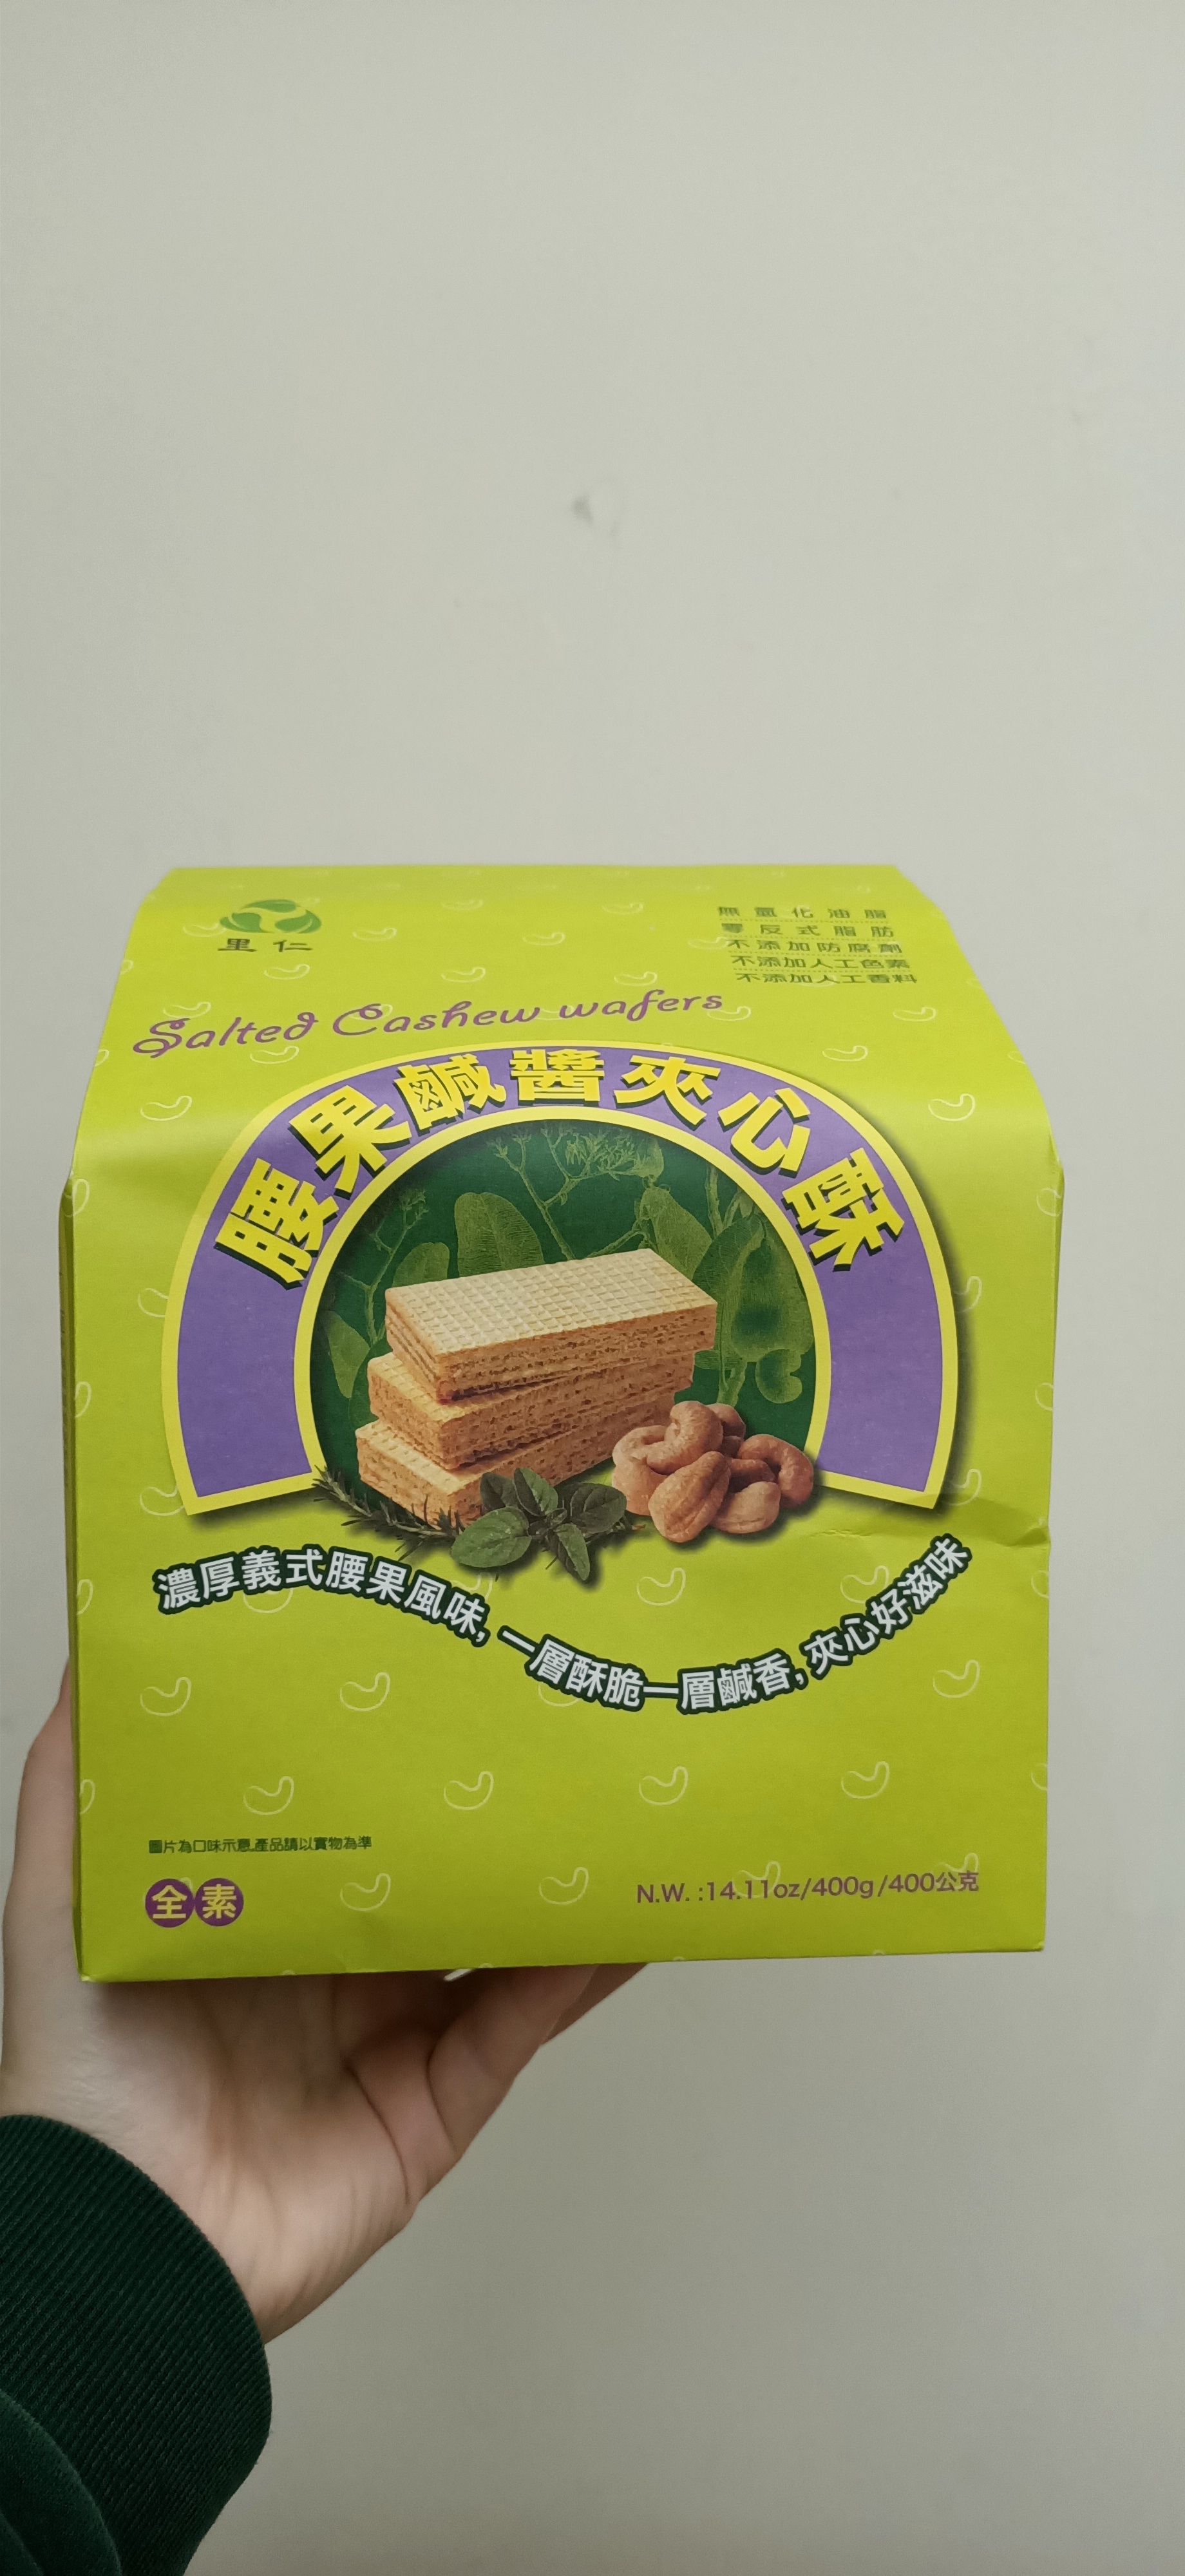 里仁
無氫化油脂
零反式脂肪
不添加防腐劑
不添加人工色素
不添加人工香料
Salted Cashew wafers
腰果鹹醬夾心酥
濃厚義式腰果風味,一層酥脆一層鹹香,夾心好滋味
圖片為口味示意,產品請以實物為準
全素
N.W. :14.11oz/400g/400公克